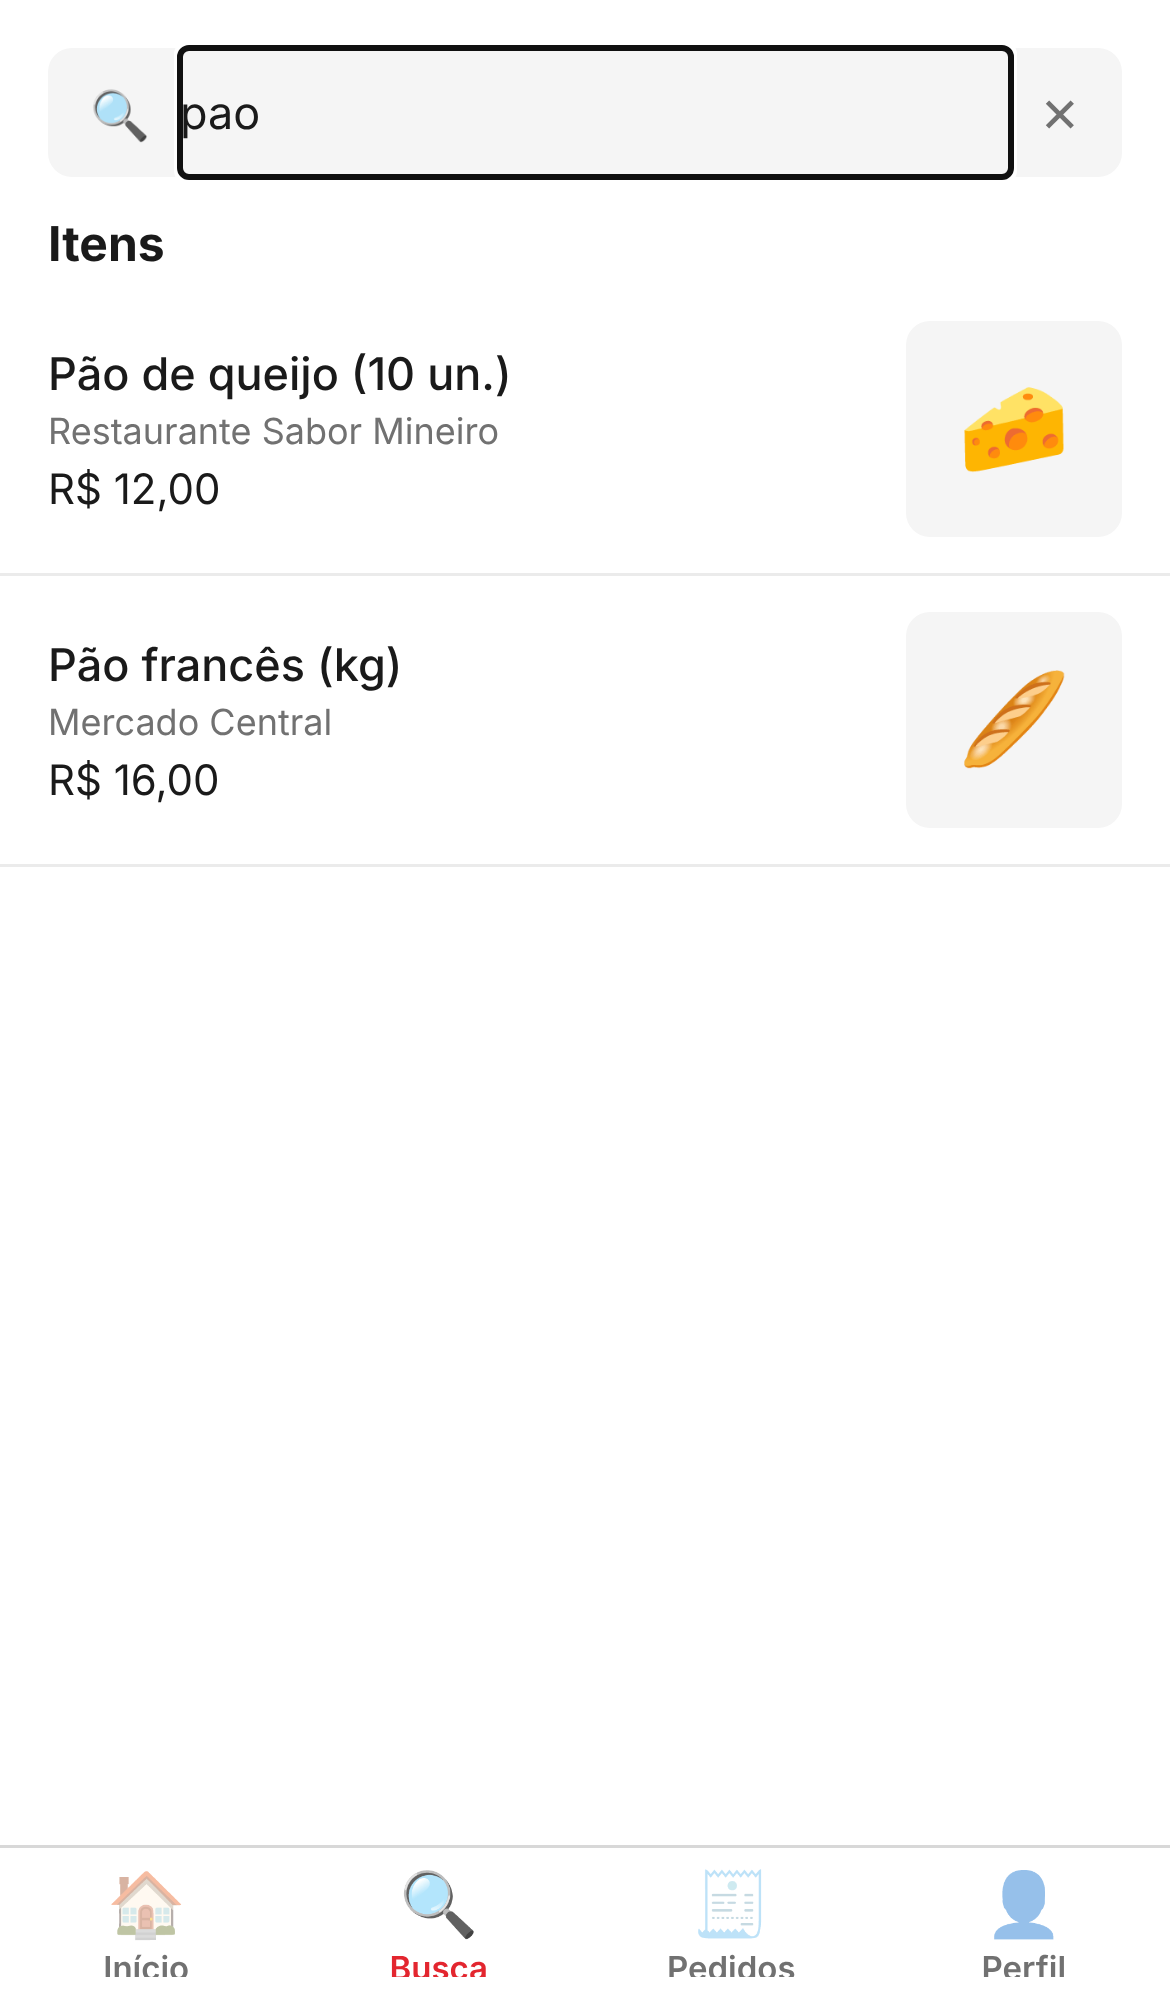 pao
Itens
Pão de queijo (10 un.)
Restaurante Sabor Mineiro
R$ 12,00
Pão francês (kg)
Mercado Central
R$ 16,00
Início
Busca
Pedidos
Perfil